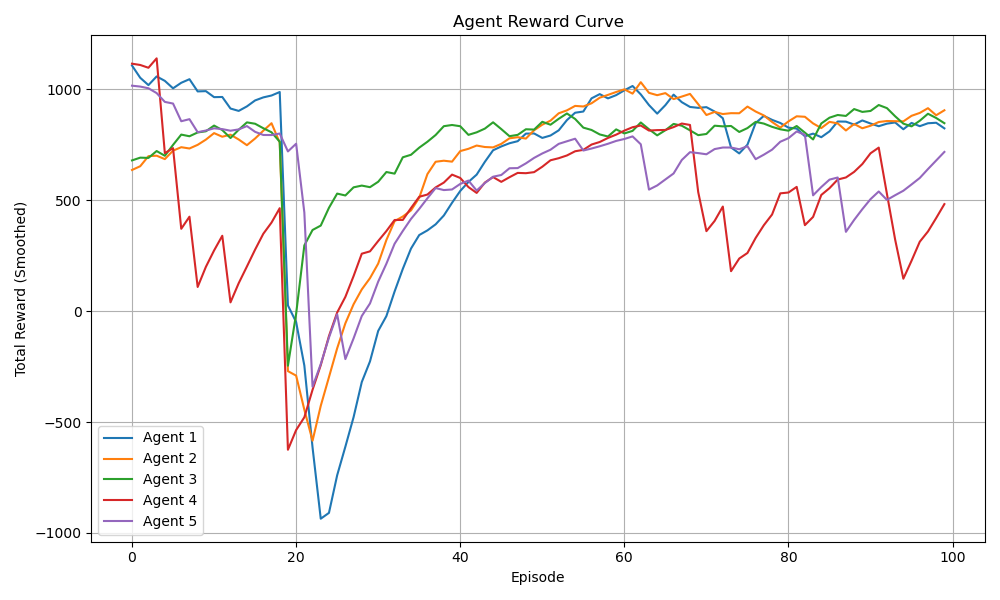 Agent Reward Curve
Total Reward (Smoothed)
1000
500
0
−500
−1000
Agent 1
Agent 2
Agent 3
Agent 4
Agent 5
0 20 40 60 80 100
Episode